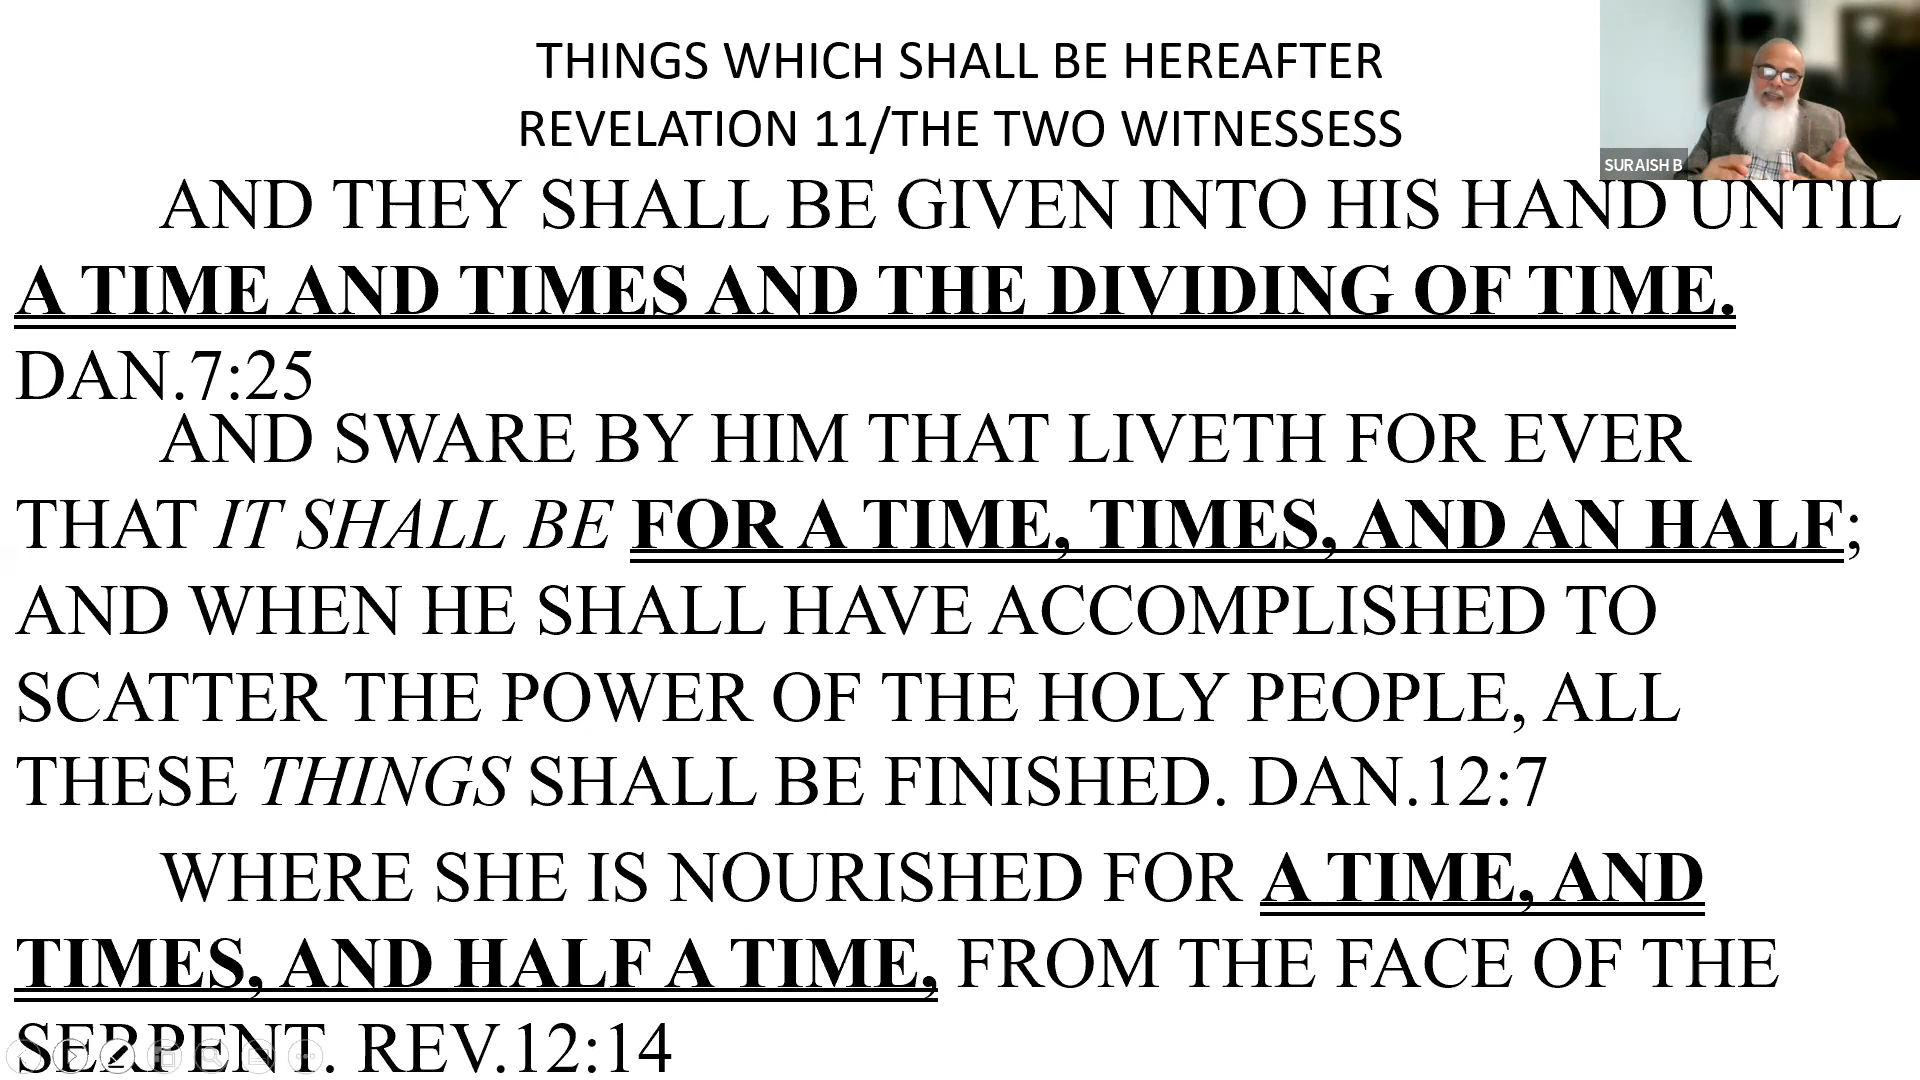 THINGS WHICH SHALL BE HEREAFTER
REVELATION 11/THE TWO WITNESSESS
SURAISH B
AND THEY SHALL BE GIVEN INTO HIS HAND UNTIL
A TIME AND TIMES AND THE DIVIDING OF TIME.
DAN.7:25
AND SWARE BY HIM THAT LIVETH FOR EVER
THAT IT SHALL BE FOR A TIME, TIMES, AND AN HALF;
AND WHEN HE SHALL HAVE ACCOMPLISHED TO
SCATTER THE POWER OF THE HOLY PEOPLE, ALL
THESE THINGS SHALL BE FINISHED. DAN.12:7
WHERE SHE IS NOURISHED FOR A TIME, AND
TIMES, AND HALF A TIME, FROM THE FACE OF THE
SERPENT. REV.12:14